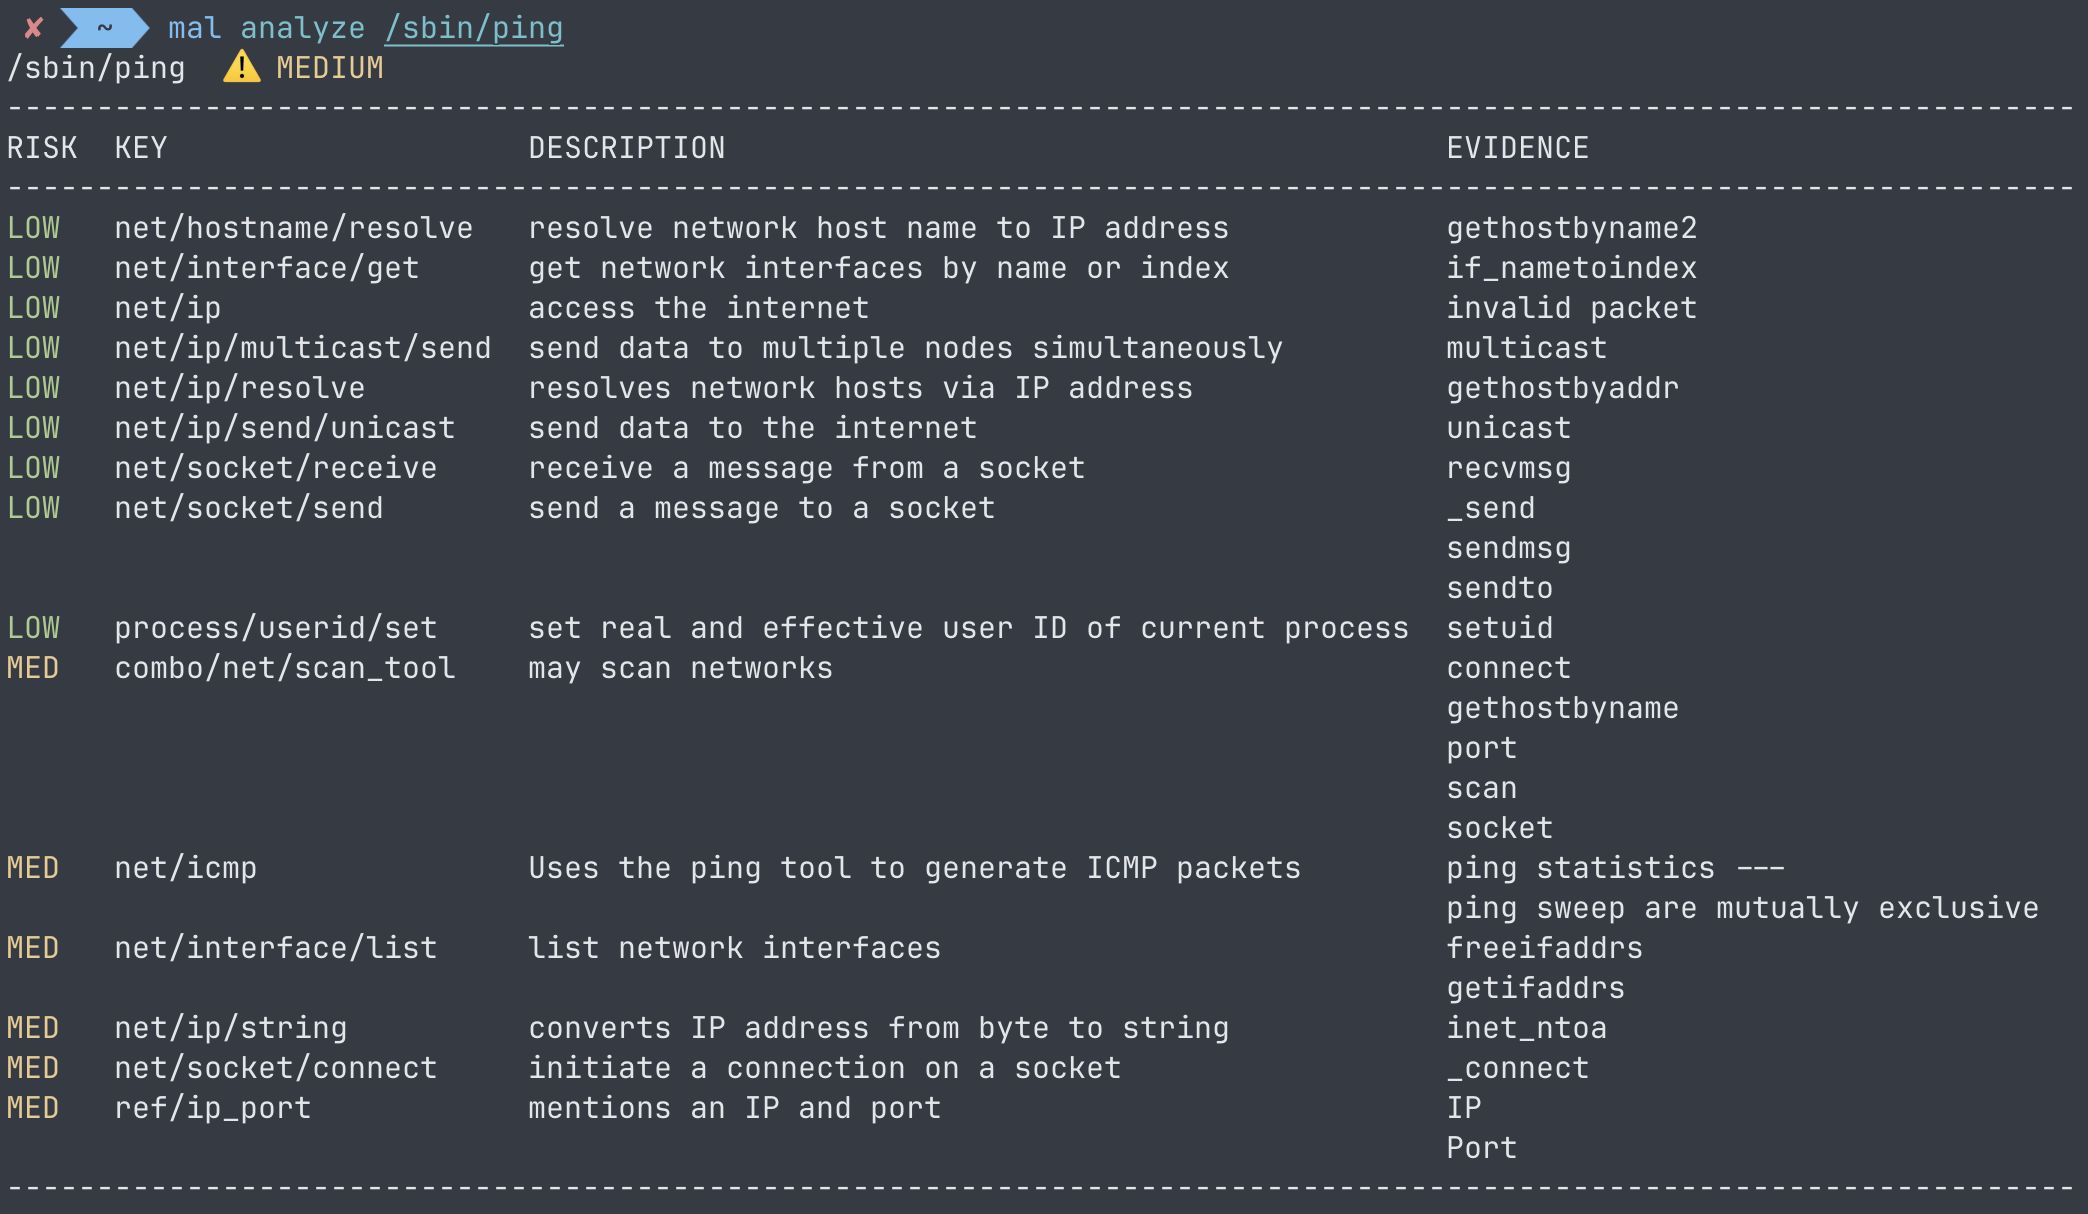 ✘ ~ mal analyze /sbin/ping
/sbin/ping ⚠️ MEDIUM
-------------------------------------------------------------------------------------------------------------------
RISK KEY DESCRIPTION EVIDENCE
-------------------------------------------------------------------------------------------------------------------
LOW net/hostname/resolve resolve network host name to IP address gethostbyname2
LOW net/interface/get get network interfaces by name or index if_nametoindex
LOW net/ip access the internet invalid packet
LOW net/ip/multicast/send send data to multiple nodes simultaneously multicast
LOW net/ip/resolve resolves network hosts via IP address gethostbyaddr
LOW net/ip/send/unicast send data to the internet unicast
LOW net/socket/receive receive a message from a socket recvmsg
LOW net/socket/send send a message to a socket _send
sendmsg
sendto
LOW process/userid/set set real and effective user ID of current process setuid
MED combo/net/scan_tool may scan networks connect
gethostbyname
port
scan
socket
MED net/icmp Uses the ping tool to generate ICMP packets ping statistics ---
ping sweep are mutually exclusive
MED net/interface/list list network interfaces freeifaddrs
getifaddrs
MED net/ip/string converts IP address from byte to string inet_ntoa
MED net/socket/connect initiate a connection on a socket _connect
MED ref/ip_port mentions an IP and port IP
Port
-------------------------------------------------------------------------------------------------------------------